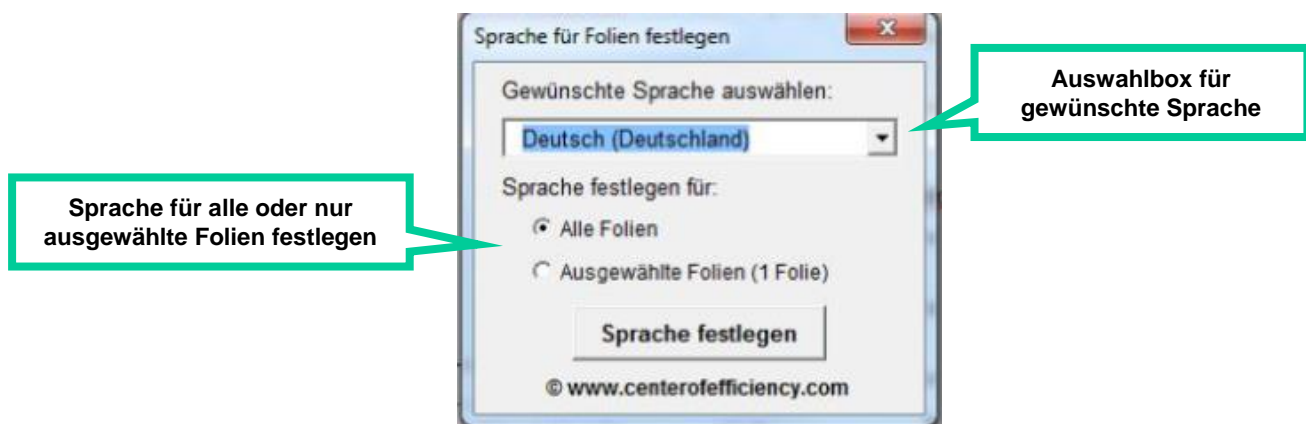 Sprache für Folien festlegen
Gewünschte Sprache auswählen:
Deutsch (Deutschland)
Sprache festlegen für:
Alle Folien
Ausgewählte Folien (1 Folie)
Sprache festlegen
© www.centerofefficiency.com
Auswahlbox für
gewünschte Sprache
Sprache für alle oder nur
ausgewählte Folien festlegen